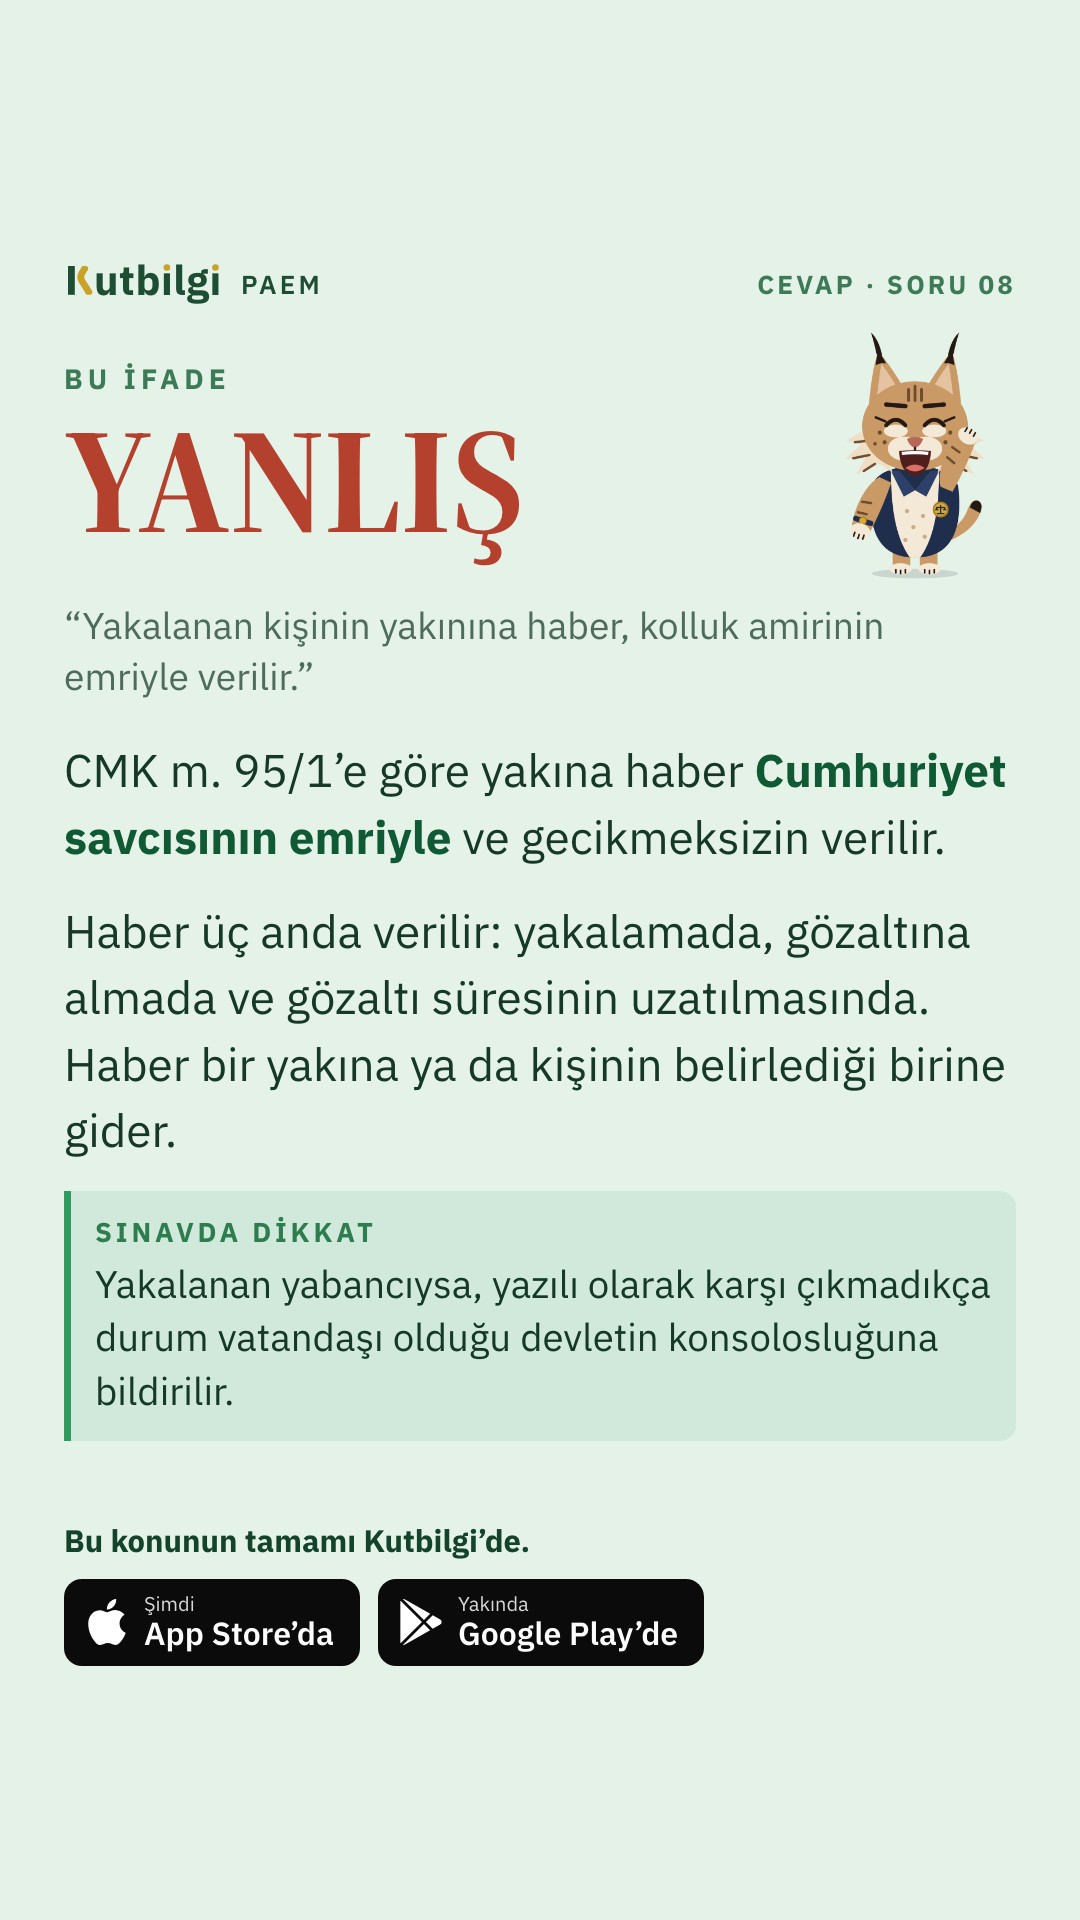 Kutbilgi PAEM
CEVAP · SORU 08
BU İFADE
YANLIŞ
“Yakalanan kişinin yakınına haber, kolluk amirinin
emriyle verilir.”
CMK m. 95/1’e göre yakına haber Cumhuriyet
savcısının emriyle ve gecikmeksizin verilir.
Haber üç anda verilir: yakalamada, gözaltına
almada ve gözaltı süresinin uzatılmasında.
Haber bir yakına ya da kişinin belirlediği birine
gider.
SINAVDA DİKKAT
Yakalanan yabancıysa, yazılı olarak karşı çıkmadıkça
durum vatandaşı olduğu devletin konsolosluğuna
bildirilir.
Bu konunun tamamı Kutbilgi’de.
Şimdi
App Store’da
Yakında
Google Play’de